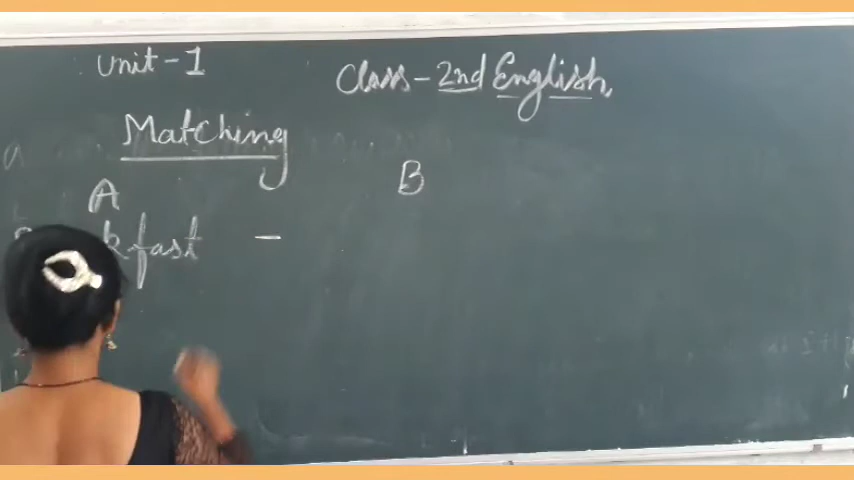 Unit - 1
Class - 2nd English.
Matching
A B
kfast -